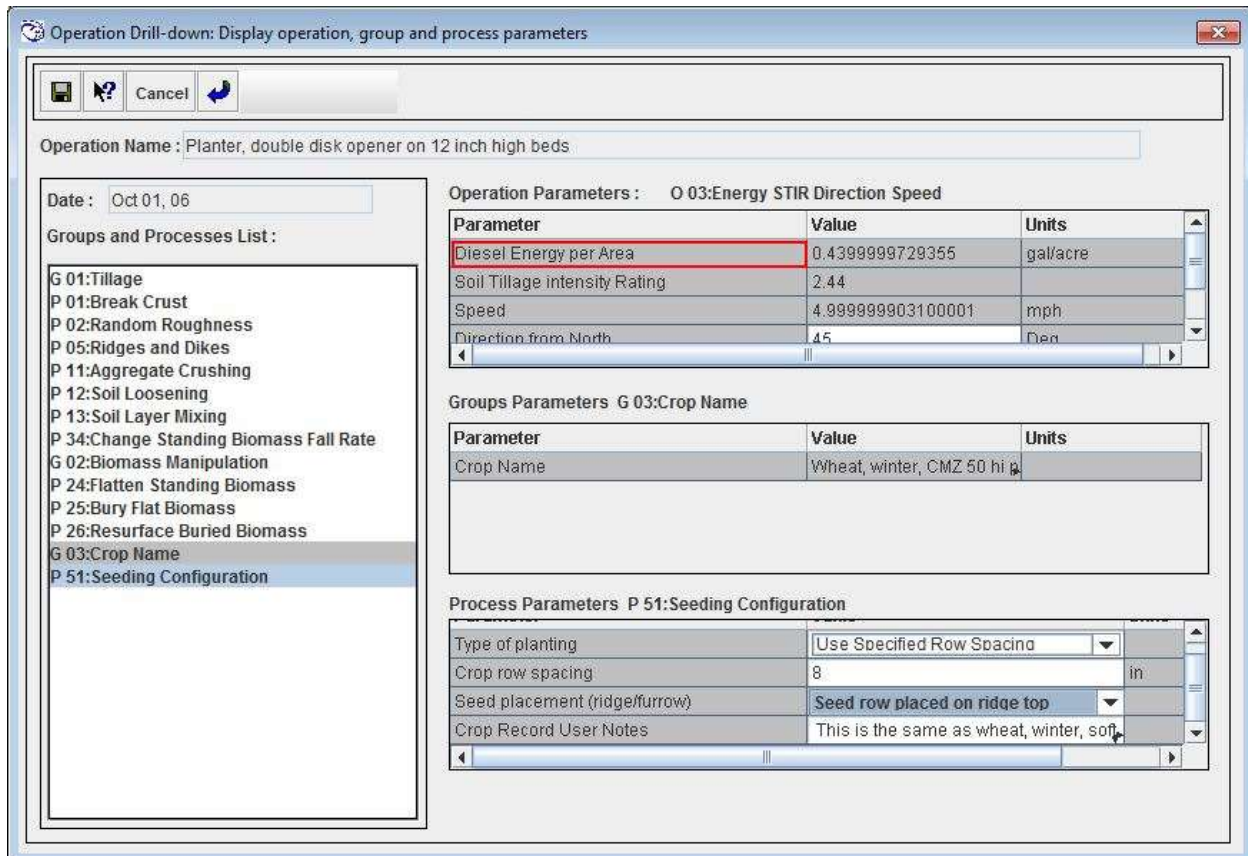 Operation Drill-down: Display operation, group and process parameters
Cancel
Operation Name : Planter, double disk opener on 12 inch high beds
Date : Oct 01, 06
Groups and Processes List :
G 01:Tillage
P 01:Break Crust
P 02:Random Roughness
P 05:Ridges and Dikes
P 11:Aggregate Crushing
P 12:Soil Loosening
P 13:Soil Layer Mixing
P 34:Change Standing Biomass Fall Rate
G 02:Biomass Manipulation
P 24:Flatten Standing Biomass
P 25:Bury Flat Biomass
P 26:Resurface Buried Biomass
G 03:Crop Name
P 51:Seeding Configuration
Operation Parameters : O 03:Energy STIR Direction Speed
Parameter Value Units
Diesel Energy per Area 0.4399999729355 gal/acre
Soil Tillage intensity Rating 2.44
Speed 4.999999903100001 mph
Direction from North 45 Deg
Groups Parameters G 03:Crop Name
Parameter Value Units
Crop Name Wheat, winter, CMZ 50 hi
Process Parameters P 51:Seeding Configuration
Type of planting Use Specified Row Spacing
Crop row spacing 8 in
Seed placement (ridge/furrow) Seed row placed on ridge top
Crop Record User Notes This is the same as wheat, winter, soft